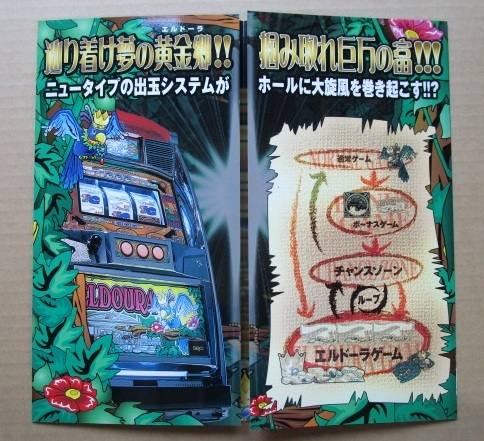 エルドーラ
辿り着け夢の黄金郷!!
ニュータイプの出玉システムが
ELDOURA
掴み取れ巨万の富!!!
ホールに大旋風を巻き起こす!!?
通常ゲーム
ボーナスゲーム
チャンスゾーン
ループ
エルドーラゲーム